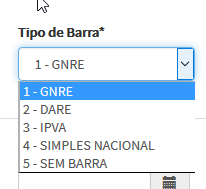 Tipo de Barra*
1 - GNRE
1 - GNRE
2 - DARE
3 - IPVA
4 - SIMPLES NACIONAL
5 - SEM BARRA